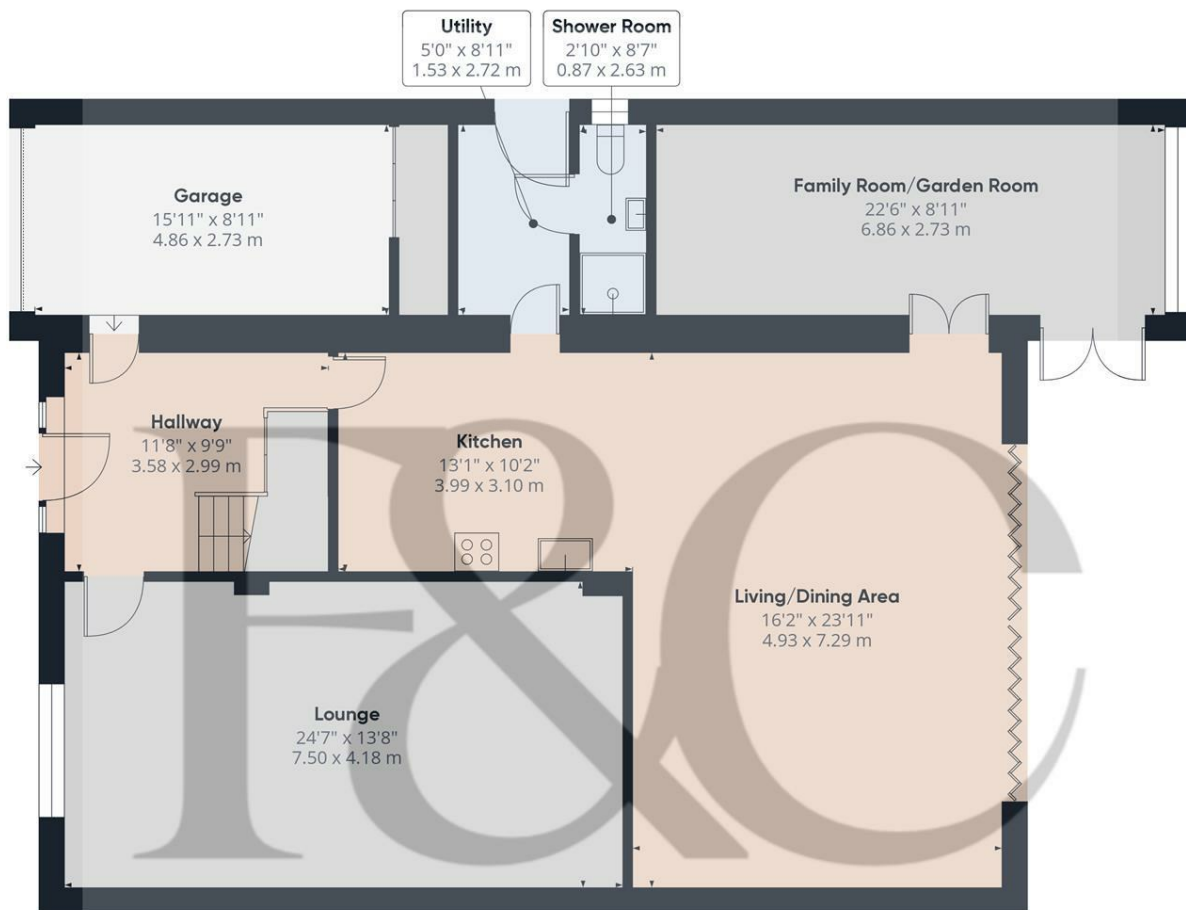 Utility
5'0" x 8'11"
1.53 x 2.72 m
Shower Room
2'10" x 8'7"
0.87 x 2.63 m
Garage
15'11" x 8'11"
4.86 x 2.73 m
Family Room/Garden Room
22'6" x 8'11"
6.86 x 2.73 m
Hallway
11'8" x 9'9"
3.58 x 2.99 m
Kitchen
13'1" x 10'2"
3.99 x 3.10 m
Living/Dining Area
16'2" x 23'11"
4.93 x 7.29 m
Lounge
24'7" x 13'8"
7.50 x 4.18 m
F&C